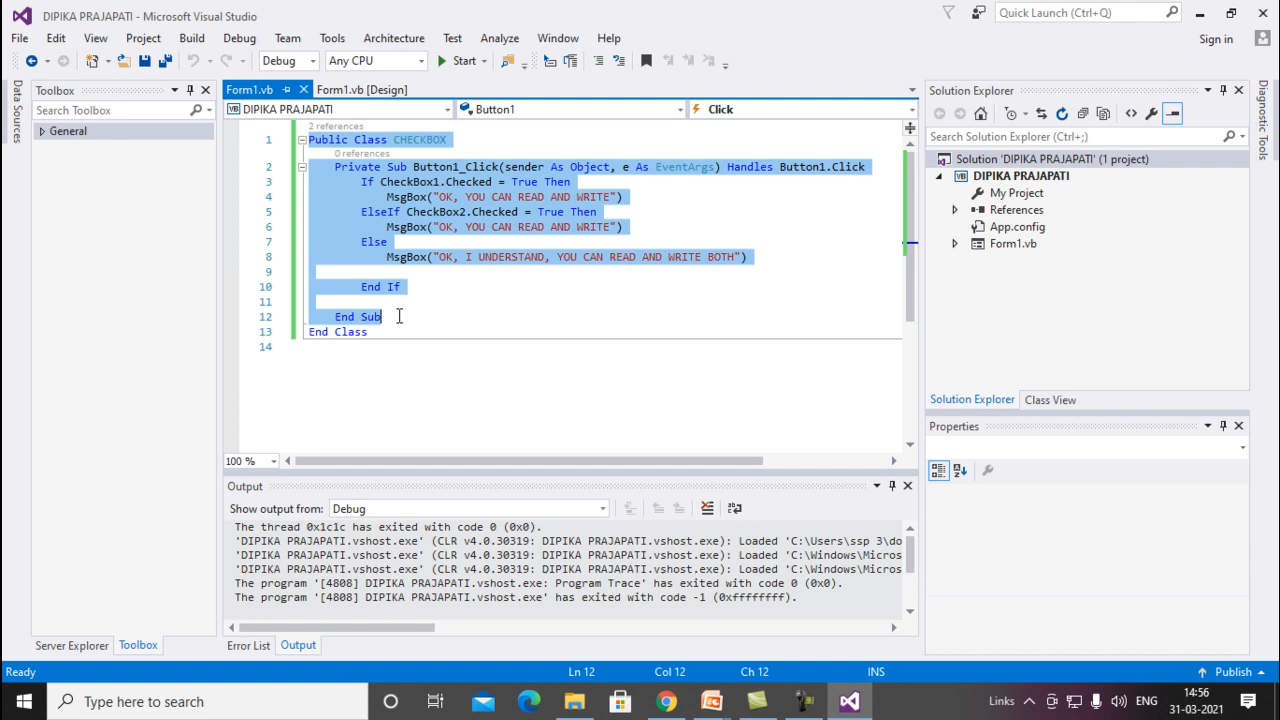 DIPIKA PRAJAPATI - Microsoft Visual Studio
Quick Launch (Ctrl+Q)
File Edit View Project Build Debug Team Tools Architecture Test Analyze Window Help
Sign in
Debug Any CPU Start
Data Sources
Toolbox
Search Toolbox
General
Form1.vb Form1.vb [Design]
DIPIKA PRAJAPATI Button1 Click
2 references
1 Public Class CHECKBOX
0 references
2 Private Sub Button1_Click(sender As Object, e As EventArgs) Handles Button1.Click
3 If CheckBox1.Checked = True Then
4 MsgBox("OK, YOU CAN READ AND WRITE")
5 ElseIf CheckBox2.Checked = True Then
6 MsgBox("OK, YOU CAN READ AND WRITE")
7 Else
8 MsgBox("OK, I UNDERSTAND, YOU CAN READ AND WRITE BOTH")
9
10 End If
11
12 End Sub
13 End Class
14
100 %
Output
Show output from: Debug
The thread 0x1c1c has exited with code 0 (0x0).
'DIPIKA PRAJAPATI.vshost.exe' (CLR v4.0.30319: DIPIKA PRAJAPATI.vshost.exe): Loaded 'C:\Users\ssp 3\do
'DIPIKA PRAJAPATI.vshost.exe' (CLR v4.0.30319: DIPIKA PRAJAPATI.vshost.exe): Loaded 'C:\Windows\Micros
'DIPIKA PRAJAPATI.vshost.exe' (CLR v4.0.30319: DIPIKA PRAJAPATI.vshost.exe): Loaded 'C:\Windows\Micros
The program '[4808] DIPIKA PRAJAPATI.vshost.exe: Program Trace' has exited with code 0 (0x0).
The program '[4808] DIPIKA PRAJAPATI.vshost.exe' has exited with code -1 (0xffffffff).
Server Explorer Toolbox
Error List Output
Solution Explorer
Search Solution Explorer (Ctrl+;)
Solution 'DIPIKA PRAJAPATI' (1 project)
DIPIKA PRAJAPATI
My Project
References
App.config
Form1.vb
Solution Explorer Class View
Properties
Diagnostic Tools
Ready Ln 12 Col 12 Ch 12 INS Publish
Type here to search
Links ENG
14:56
31-03-2021